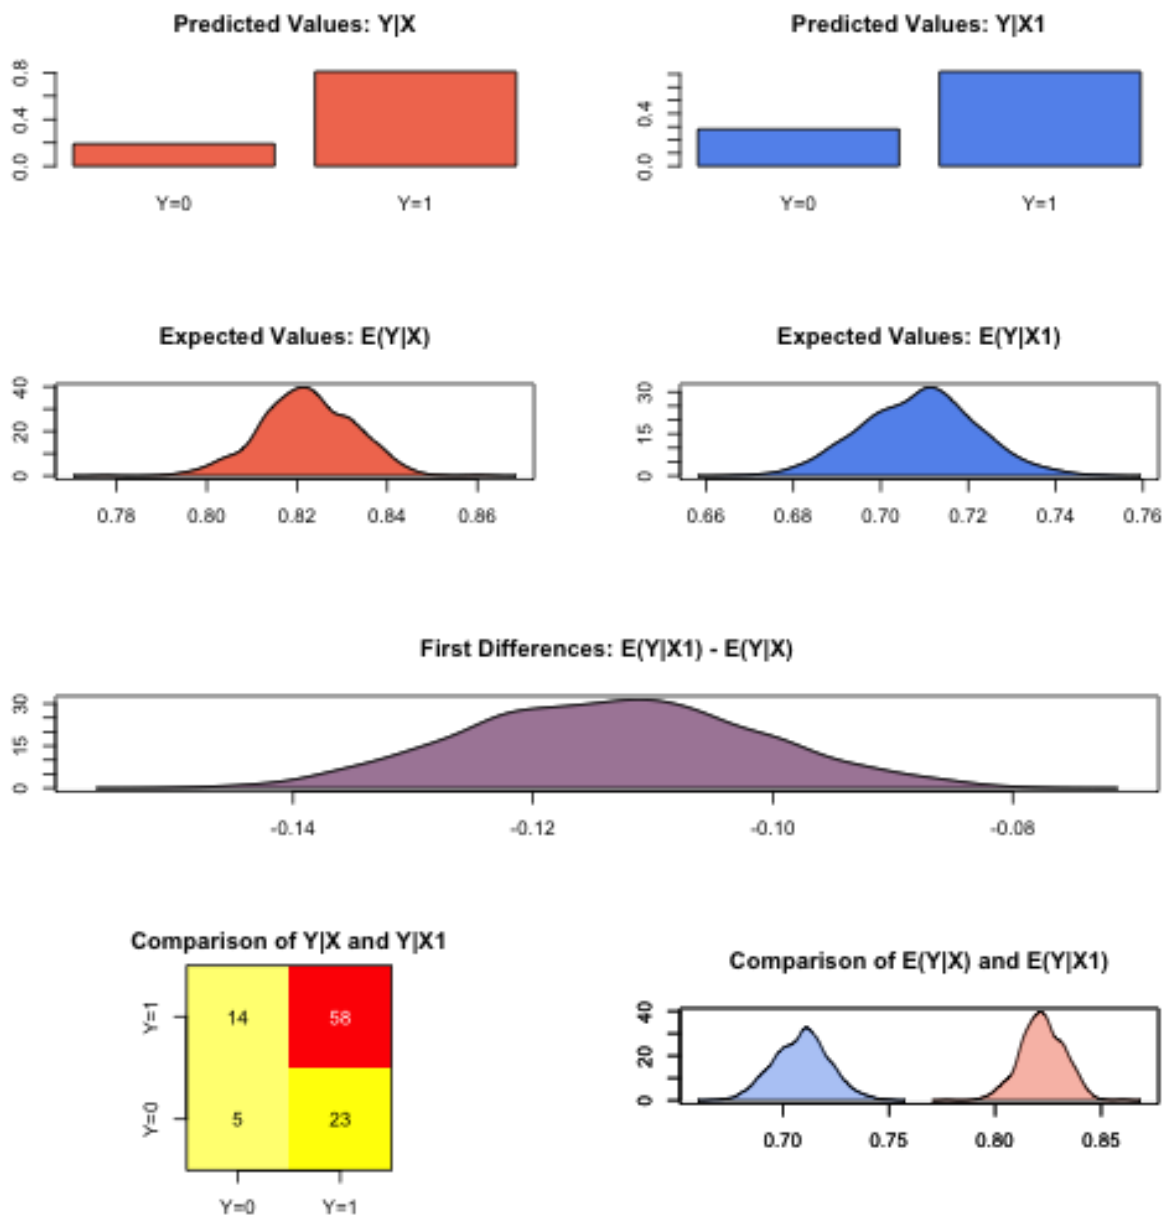 Predicted Values: Y|X
0.0 0.4 0.8
Y=0 Y=1
Predicted Values: Y|X1
0.0 0.4
Y=0 Y=1
Expected Values: E(Y|X)
0 20 40
0.78 0.80 0.82 0.84 0.86
Expected Values: E(Y|X1)
0 15 30
0.66 0.68 0.70 0.72 0.74 0.76
First Differences: E(Y|X1) - E(Y|X)
0 15 30
-0.14 -0.12 -0.10 -0.08
Comparison of Y|X and Y|X1
Y=1 14 58
Y=0 5 23
Y=0 Y=1
Comparison of E(Y|X) and E(Y|X1)
0 20 40
0.70 0.75 0.80 0.85